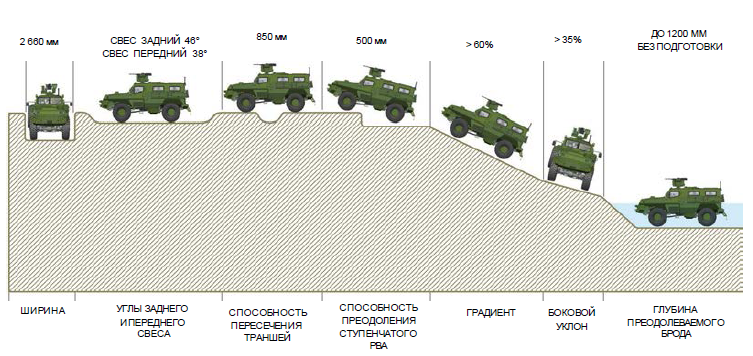 2 660 мм
СВЕС ЗАДНИЙ 46°
СВЕС ПЕРЕДНИЙ 38°
850 мм
500 мм
> 60%
> 35%
ДО 1200 ММ
БЕЗ ПОДГОТОВКИ
ШИРИНА
УГЛЫ ЗАДНЕГО
И ПЕРЕДНЕГО
СВЕСА
СПОСОБНОСТЬ
ПЕРЕСЕЧЕНИЯ
ТРАНШЕЙ
СПОСОБНОСТЬ
ПРЕОДОЛЕНИЯ
СТУПЕНЧАТОГО
РВА
ГРАДИЕНТ
БОКОВОЙ
УКЛОН
ГЛУБИНА
ПРЕОДОЛЕВАЕМОГО
БРОДА